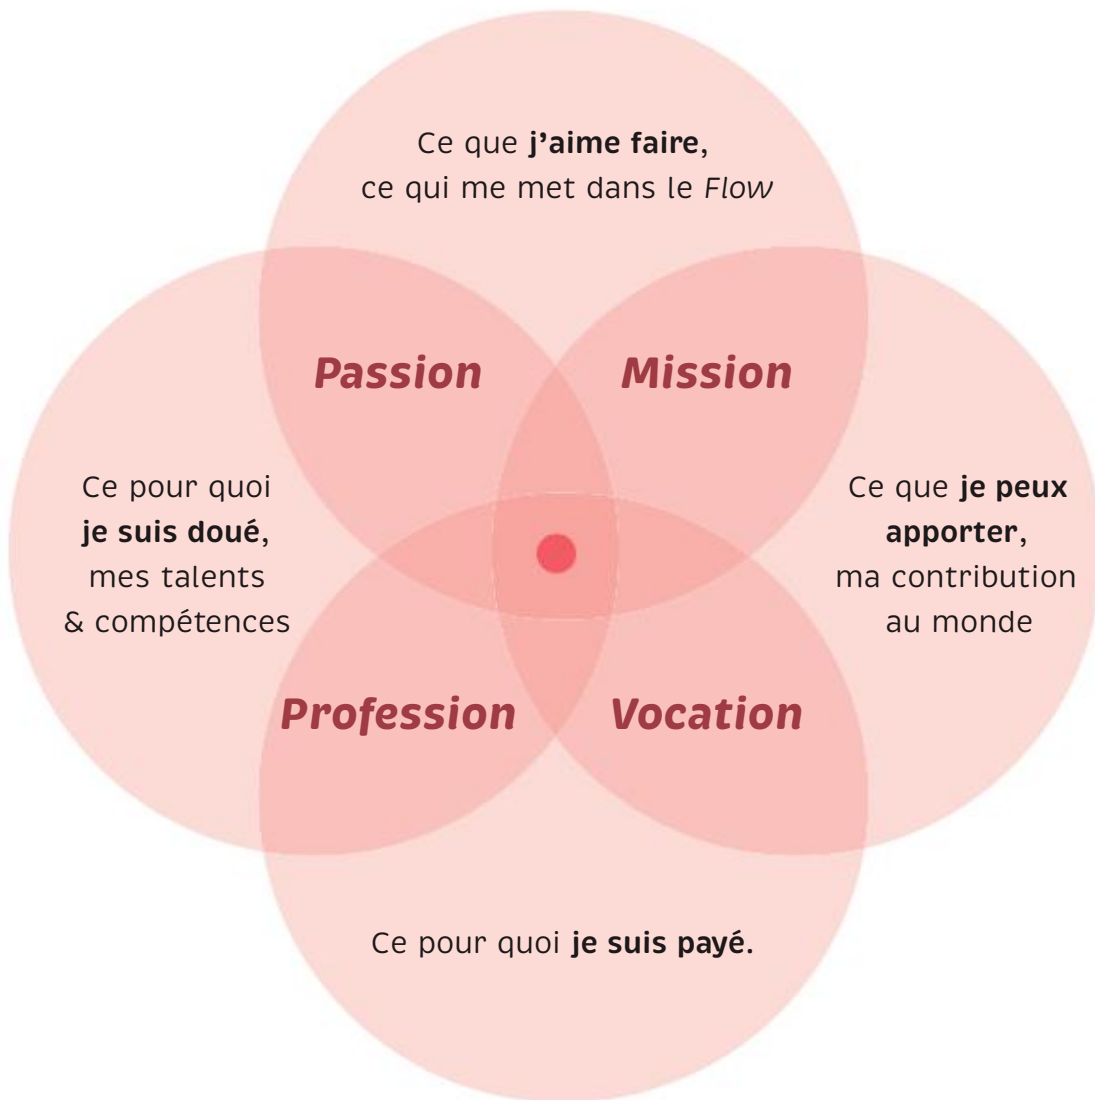 Ce que j’aime faire,
ce qui me met dans le Flow
Passion
Mission
Ce pour quoi
je suis doué,
mes talents
& compétences
Ce que je peux
apporter,
ma contribution
au monde
Profession
Vocation
Ce pour quoi je suis payé.